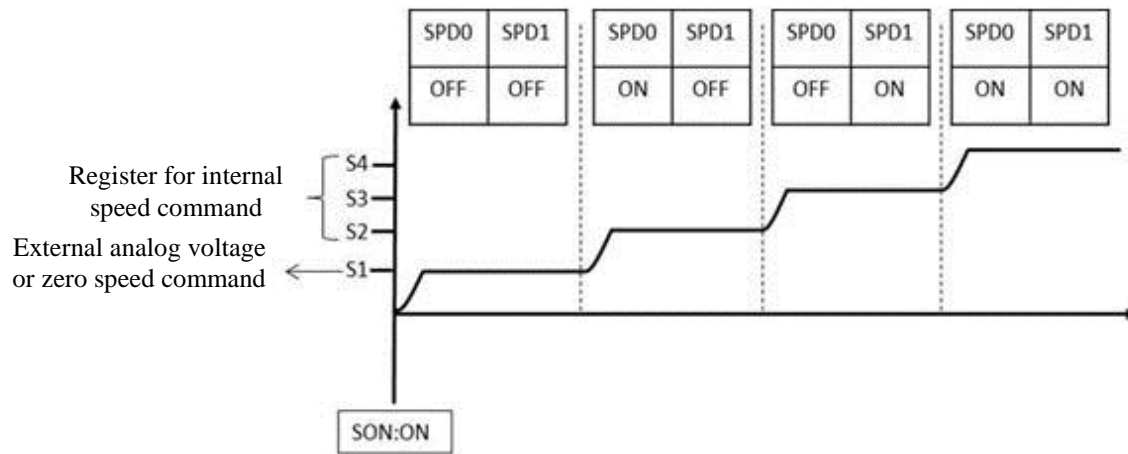 SPD0 SPD1 SPD0 SPD1 SPD0 SPD1 SPD0 SPD1
OFF OFF ON OFF OFF ON ON ON
S4
Register for internal
speed command
S3
S2
External analog voltage
or zero speed command
S1
SON:ON